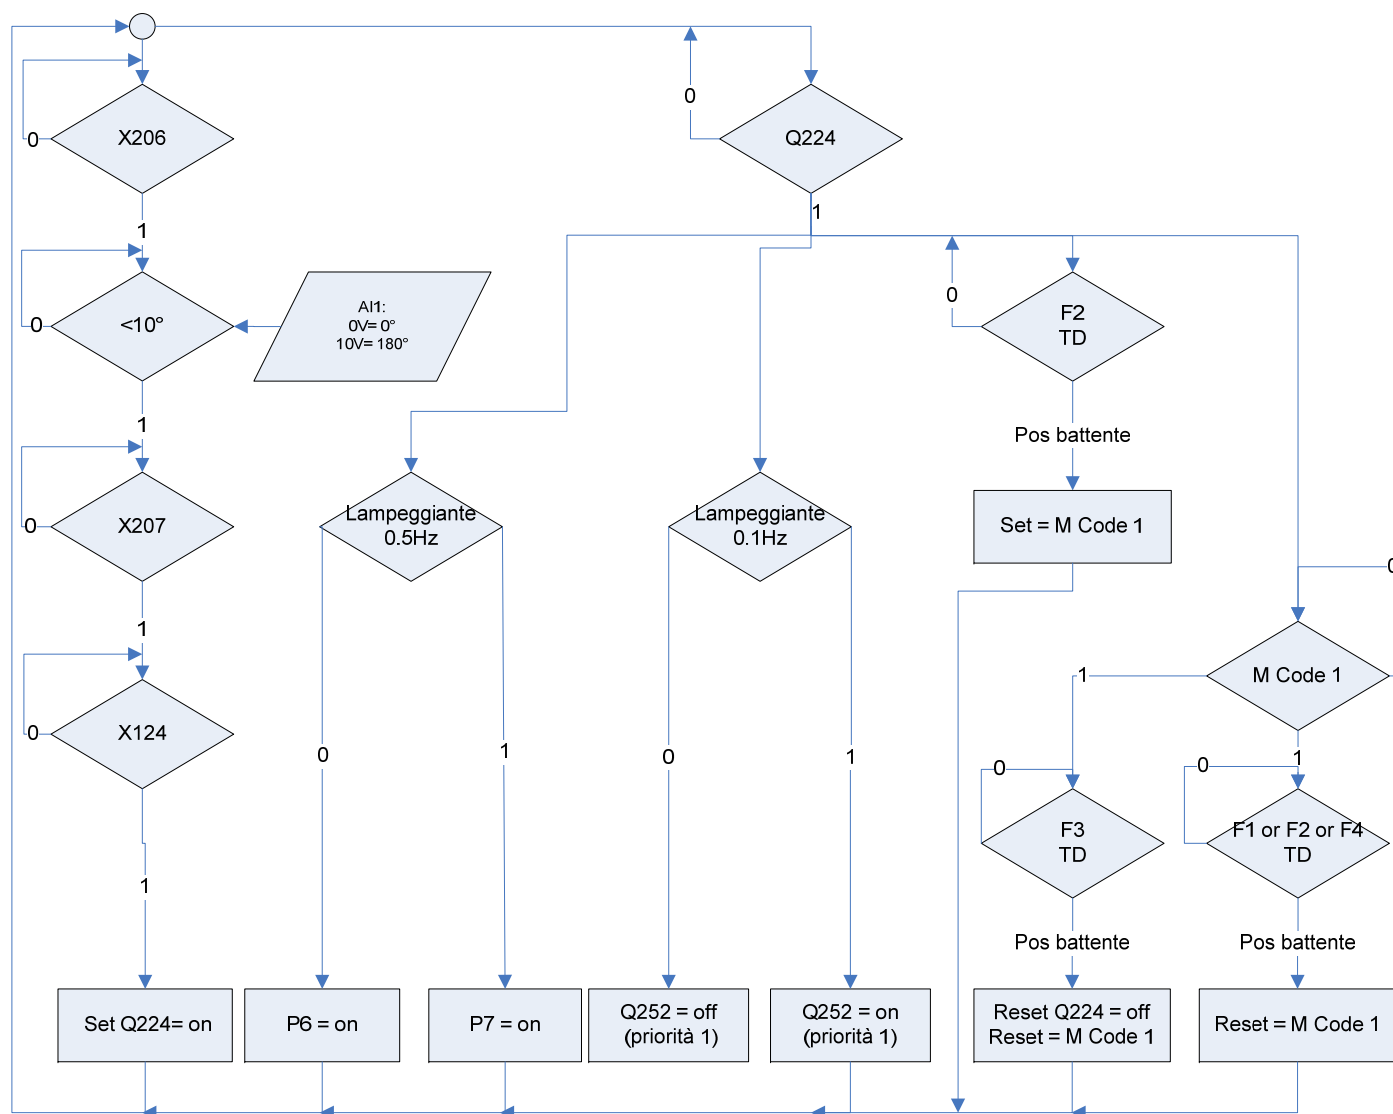 0
X206
0
Q224
1
1
<10°
0
AI1:
0V= 0°
10V= 180°
0
F2
TD
1
Pos battente
X207
0
Lampeggiante
0.5Hz
Lampeggiante
0.1Hz
Set = M Code 1
0
1
M Code 1
1
X124
0
0
1
0
1
1
0
0
F3
TD
F1 or F2 or F4
TD
1
Pos battente
Pos battente
Set Q224= on
P6 = on
P7 = on
Q252 = off
(priorità 1)
Q252 = on
(priorità 1)
Reset Q224 = off
Reset = M Code 1
Reset = M Code 1